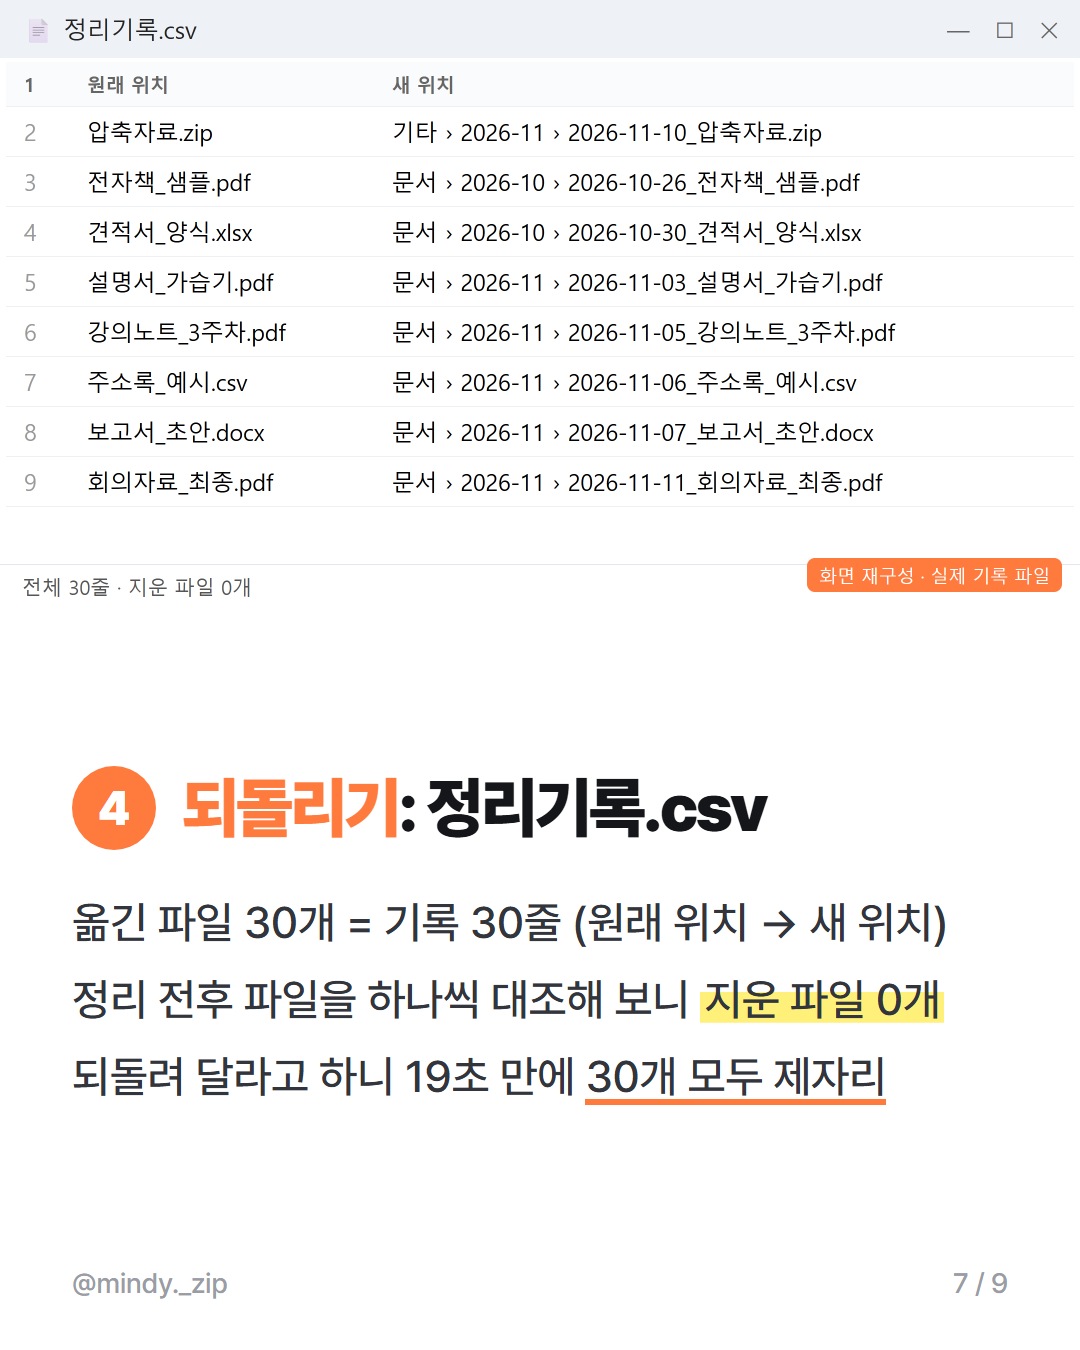 정리기록.csv
1 원래 위치 새 위치
2 압축자료.zip 기타 › 2026-11 › 2026-11-10_압축자료.zip
3 전자책_샘플.pdf 문서 › 2026-10 › 2026-10-26_전자책_샘플.pdf
4 견적서_양식.xlsx 문서 › 2026-10 › 2026-10-30_견적서_양식.xlsx
5 설명서_가습기.pdf 문서 › 2026-11 › 2026-11-03_설명서_가습기.pdf
6 강의노트_3주차.pdf 문서 › 2026-11 › 2026-11-05_강의노트_3주차.pdf
7 주소록_예시.csv 문서 › 2026-11 › 2026-11-06_주소록_예시.csv
8 보고서_초안.docx 문서 › 2026-11 › 2026-11-07_보고서_초안.docx
9 회의자료_최종.pdf 문서 › 2026-11 › 2026-11-11_회의자료_최종.pdf
전체 30줄 · 지운 파일 0개
화면 재구성 · 실제 기록 파일
4 되돌리기: 정리기록.csv
옮긴 파일 30개 = 기록 30줄 (원래 위치 → 새 위치)
정리 전후 파일을 하나씩 대조해 보니 지운 파일 0개
되돌려 달라고 하니 19초 만에 30개 모두 제자리
@mindy._zip
7 / 9